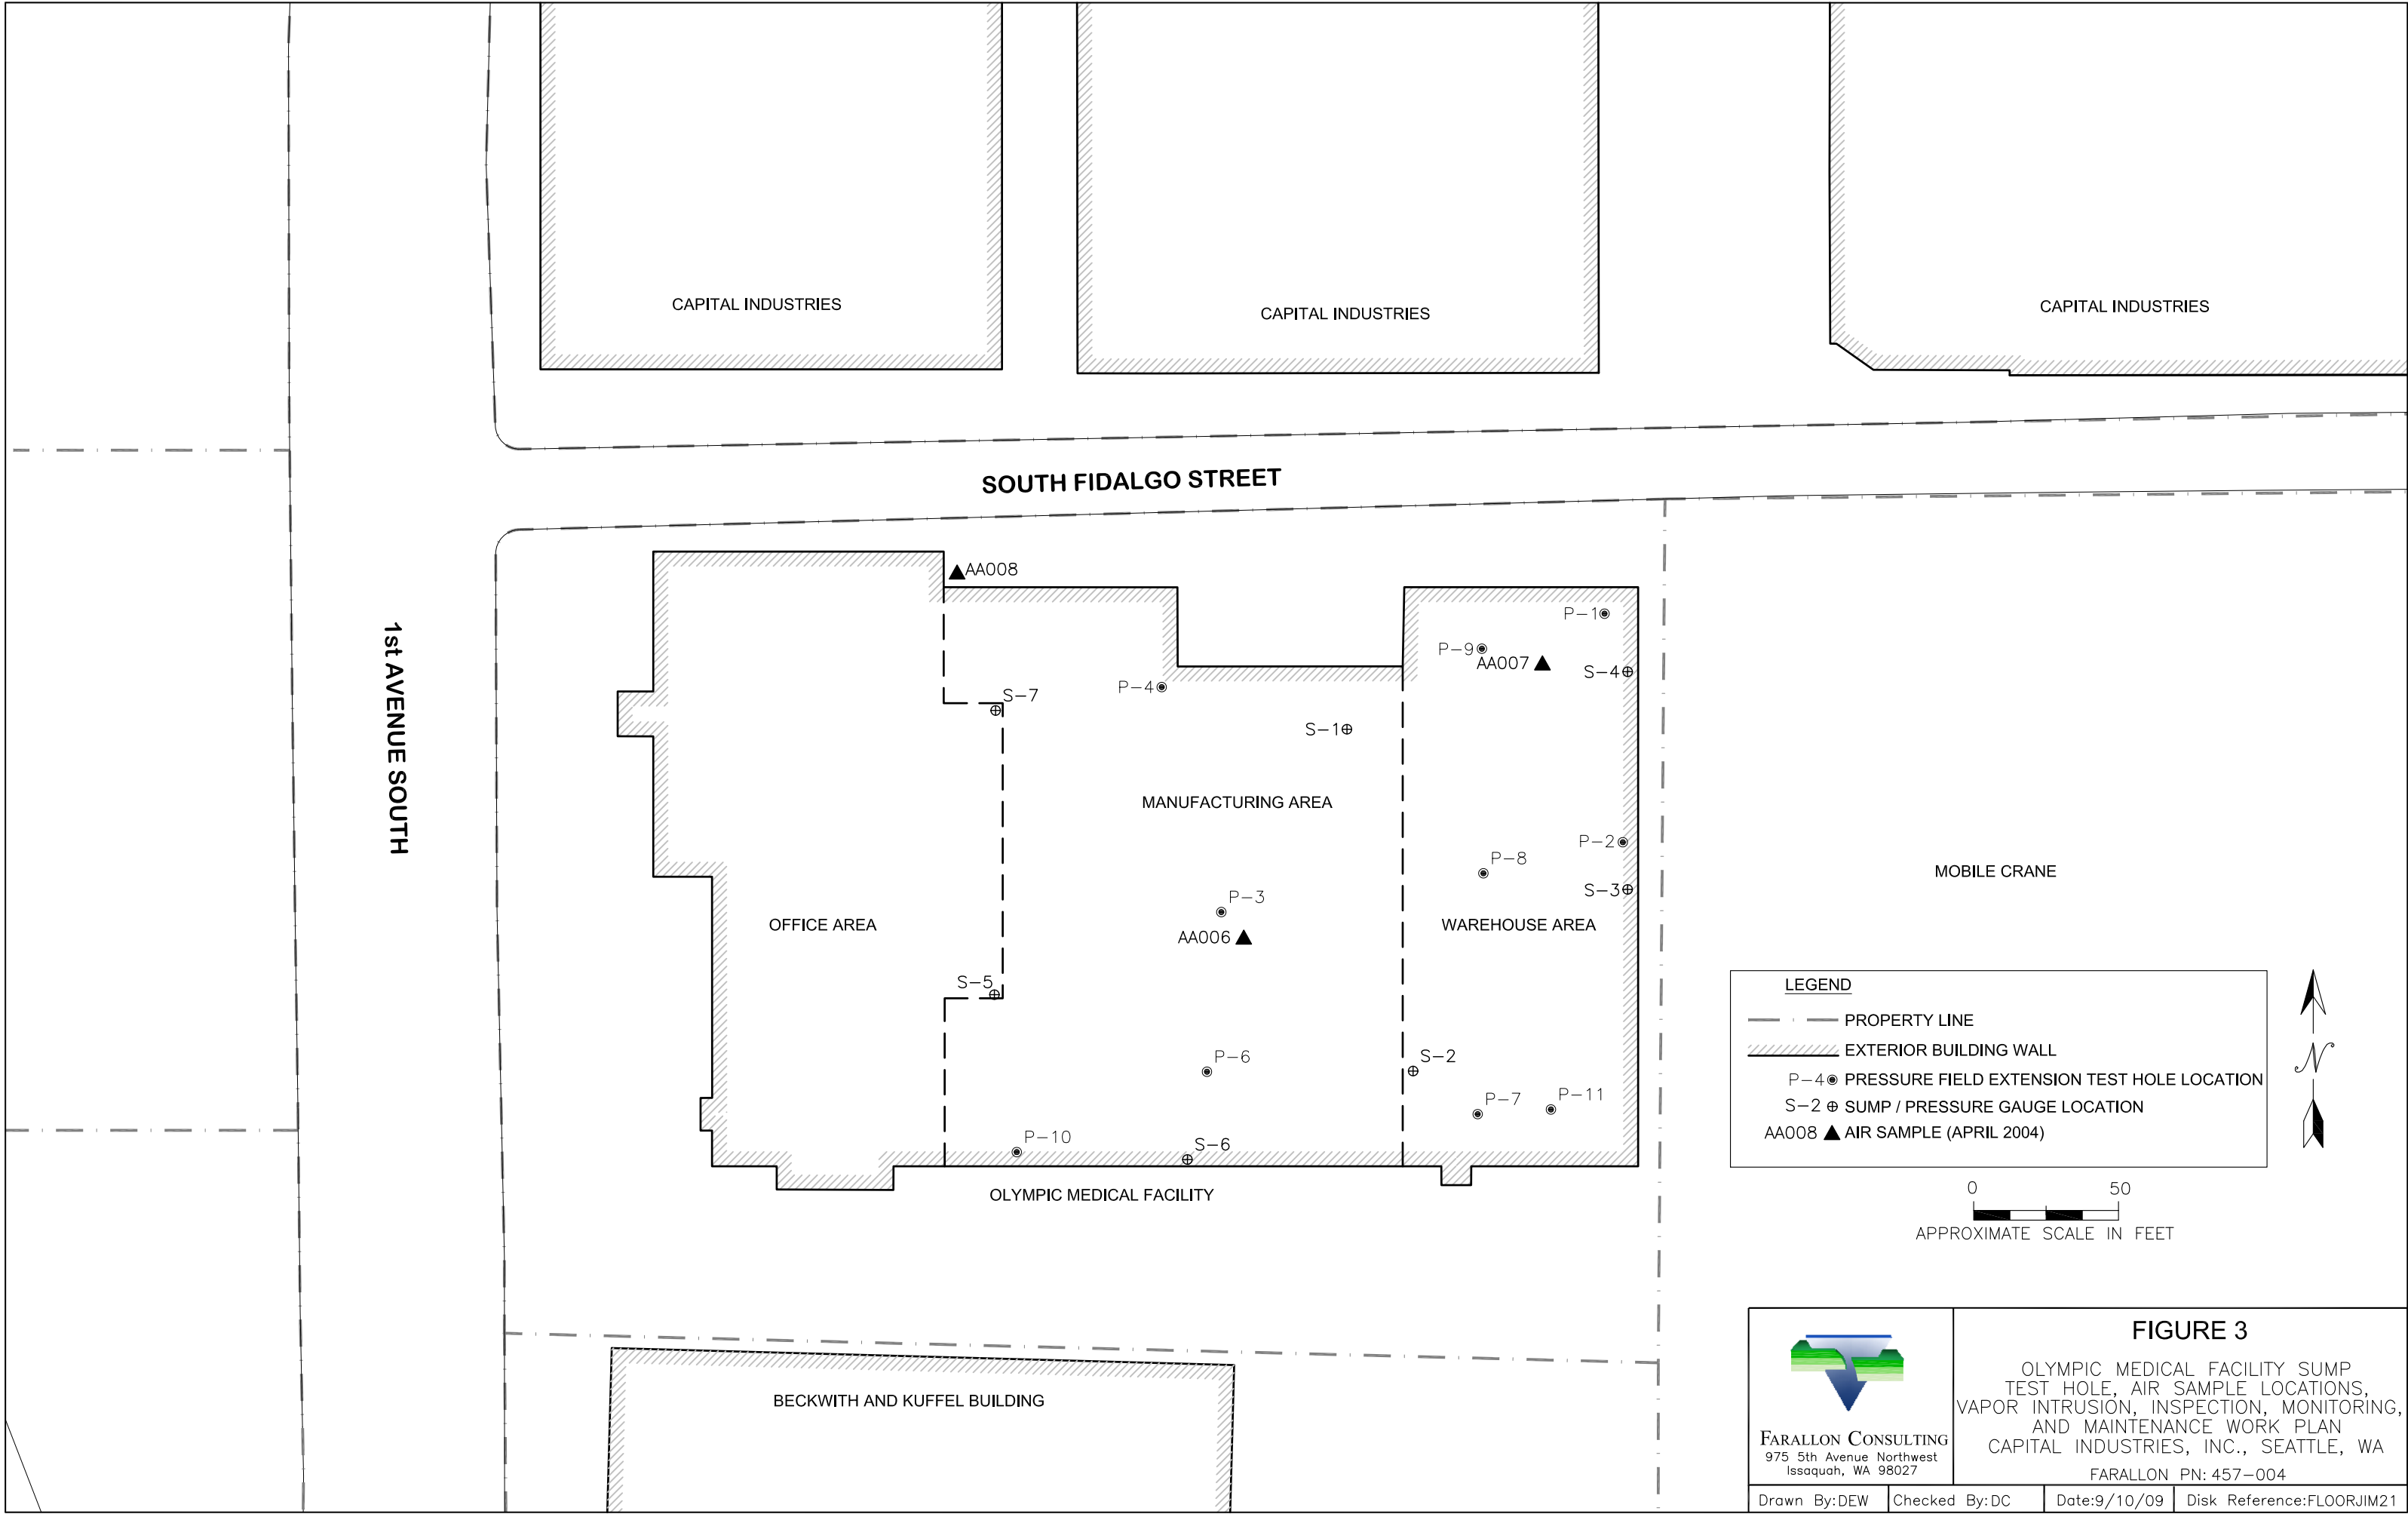 CAPITAL INDUSTRIES
CAPITAL INDUSTRIES
CAPITAL INDUSTRIES
SOUTH FIDALGO STREET
1st AVENUE SOUTH
AA008
P-1
P-9
AA007
S-4
P-4
S-7
S-1
MANUFACTURING AREA
P-2
P-8
MOBILE CRANE
S-3
P-3
OFFICE AREA
WAREHOUSE AREA
AA006
S-5
P-6
S-2
P-7
P-11
P-10
S-6
OLYMPIC MEDICAL FACILITY
BECKWITH AND KUFFEL BUILDING
LEGEND
PROPERTY LINE
EXTERIOR BUILDING WALL
P-4 PRESSURE FIELD EXTENSION TEST HOLE LOCATION
S-2 SUMP / PRESSURE GAUGE LOCATION
AA008 AIR SAMPLE (APRIL 2004)
N
0 50
APPROXIMATE SCALE IN FEET
FARALLON CONSULTING
975 5th Avenue Northwest
Issaquah, WA 98027
FIGURE 3
OLYMPIC MEDICAL FACILITY SUMP
TEST HOLE, AIR SAMPLE LOCATIONS,
VAPOR INTRUSION, INSPECTION, MONITORING,
AND MAINTENANCE WORK PLAN
CAPITAL INDUSTRIES, INC., SEATTLE, WA
FARALLON PN: 457-004
Drawn By:DEW
Checked By:DC
Date:9/10/09
Disk Reference:FLOORJIM21